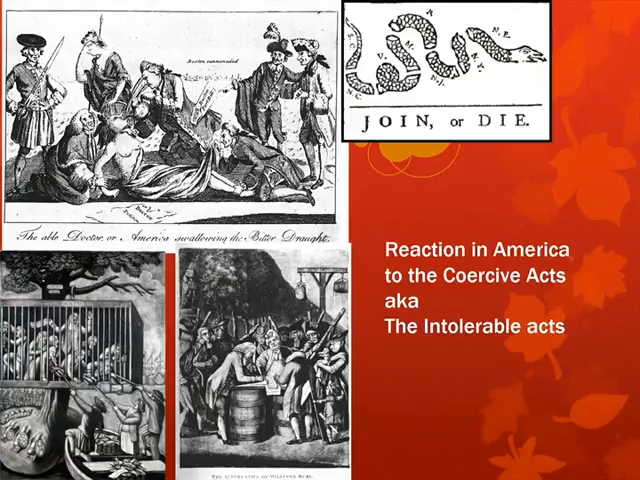 Boston cannonaded
The able Doctor, or America swallowing the Bitter Draught.
S. C.
N. C.
V.
M.
P.
N. J.
N. Y.
N. E.
JOIN, or DIE.
Reaction in America
to the Coercive Acts
aka
The Intolerable acts